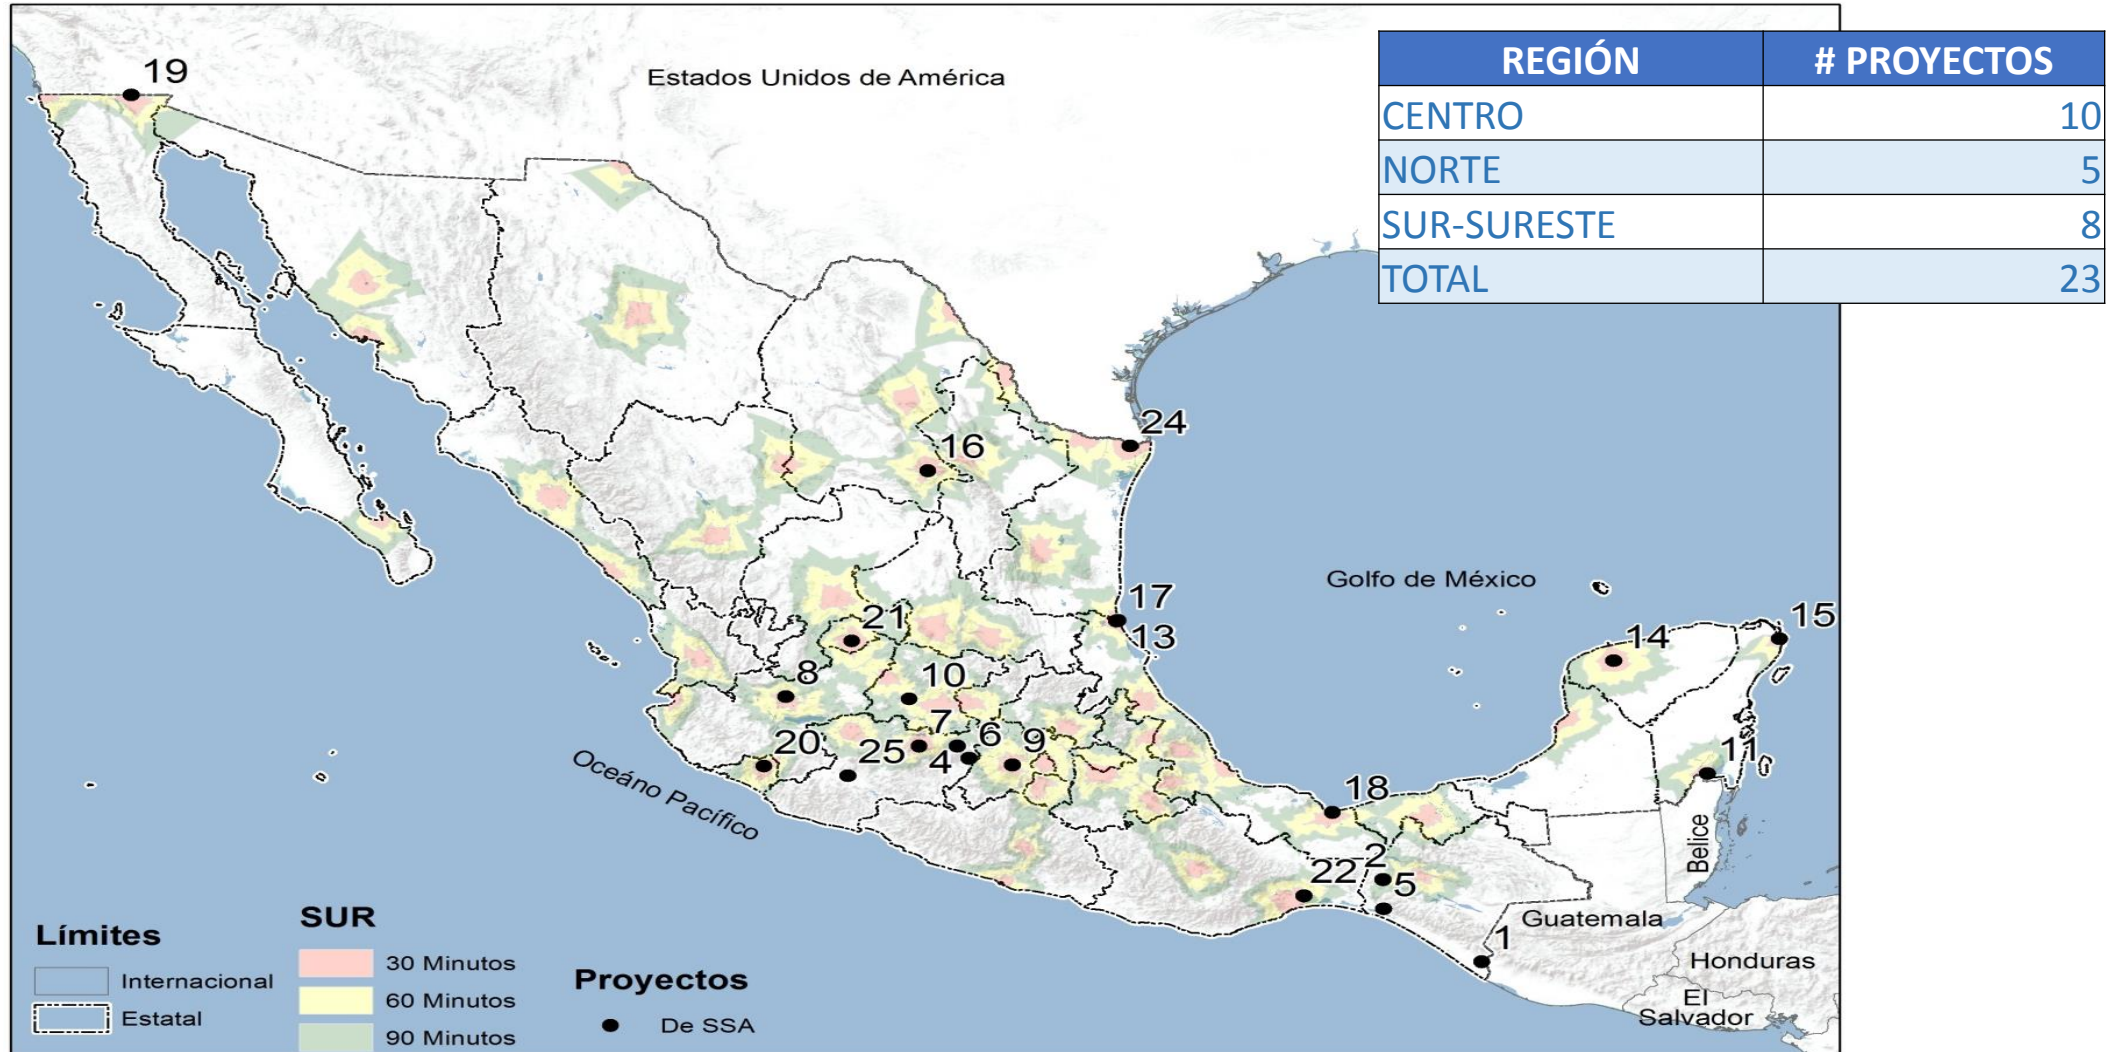 19
Estados Unidos de América
REGIÓN # PROYECTOS
CENTRO 10
NORTE 5
SUR-SURESTE 8
TOTAL 23
24
16
Golfo de México
17
13
15
14
21
8
10
7
6
9
4
20
25
11
Océano Pacífico
18
Belice
2
22
5
1
Guatemala
Honduras
El
Salvador
Límites
Internacional
Estatal
SUR
30 Minutos
60 Minutos
90 Minutos
Proyectos
De SSA